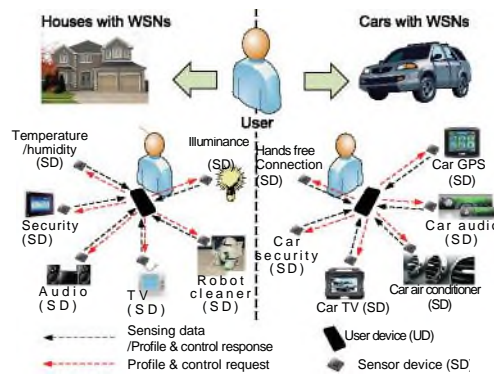 Houses with WSNs
Cars with WSNs
User
Temperature
/humidity
(SD)
Illuminance
(SD)
Security
(SD)
Audio
(SD)
TV
(SD)
Robot
cleaner
(SD)
Hands free
Connection
(SD)
Car GPS
(SD)
Car security
(SD)
Car audio
(SD)
Car TV (SD)
Car air conditioner
(SD)
Sensing data
/Profile & control response
Profile & control request
User device (UD)
Sensor device (SD)